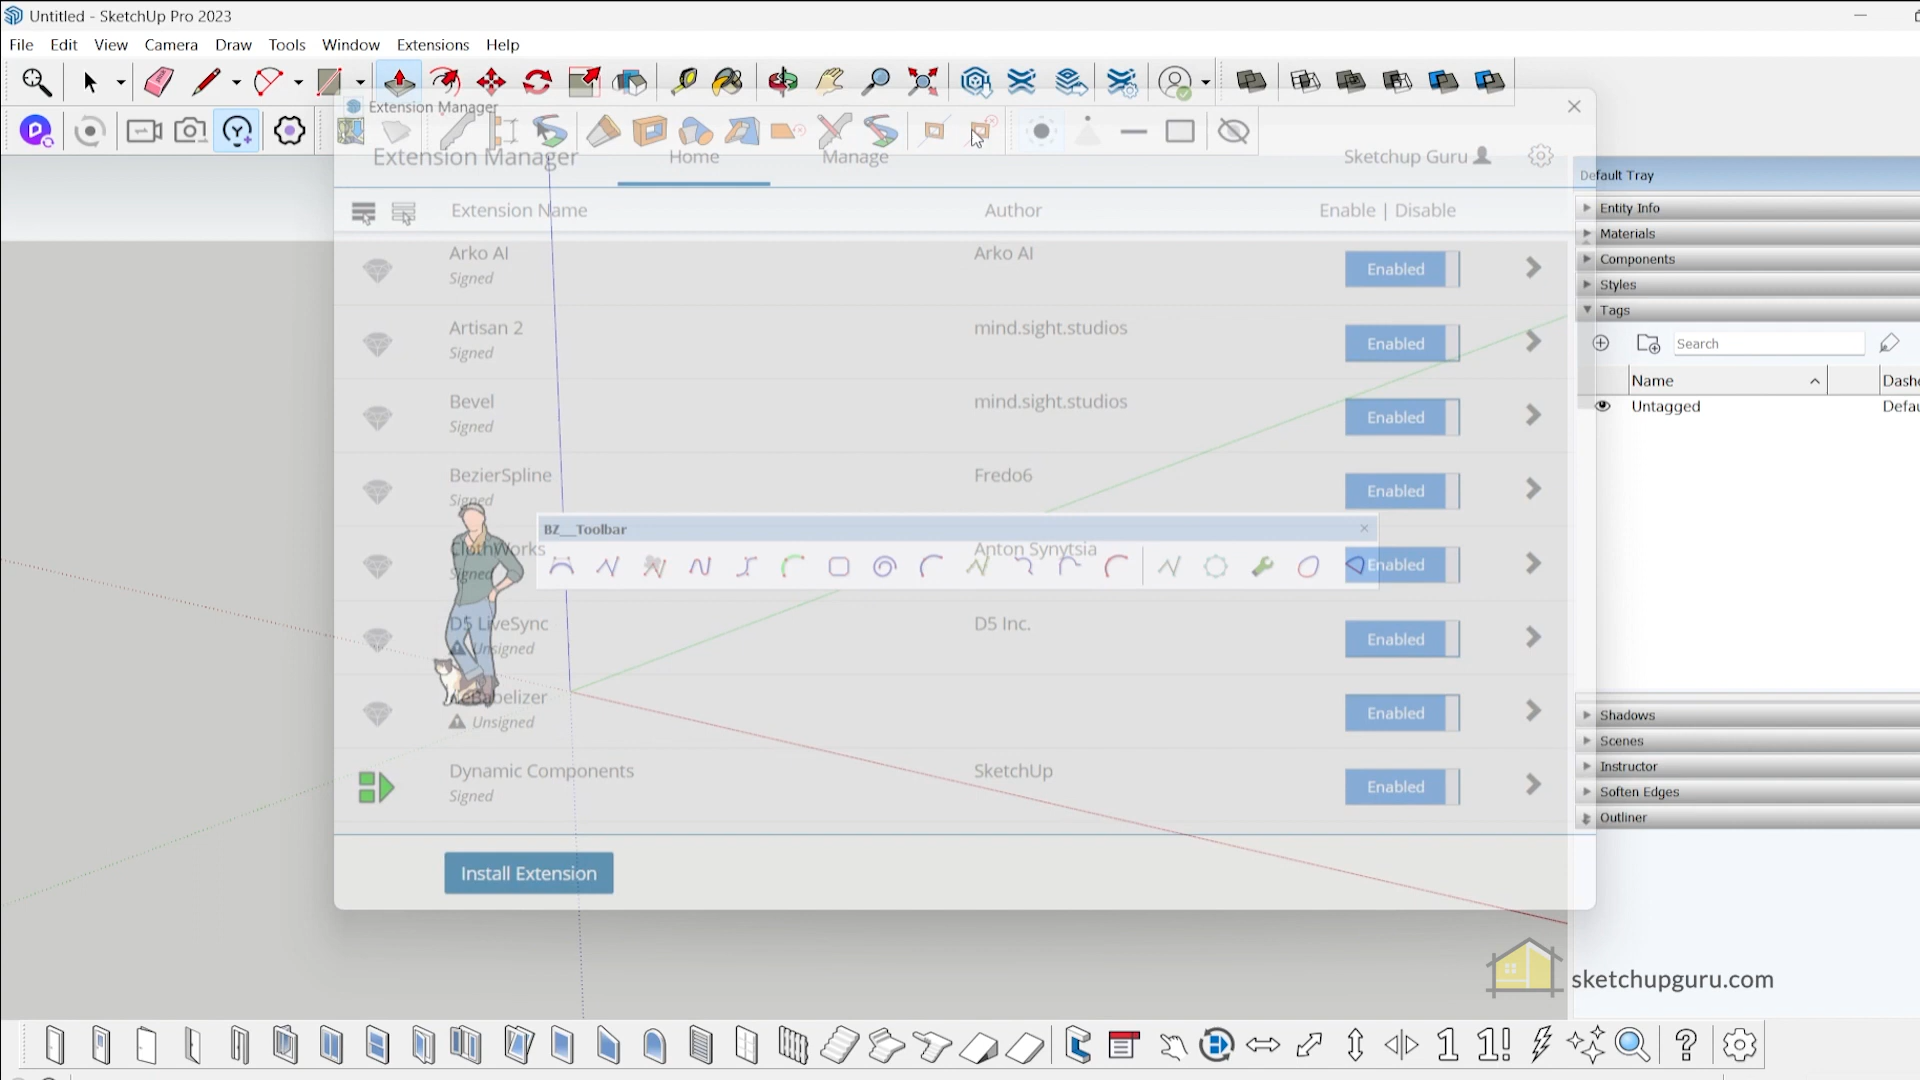 Untitled - SketchUp Pro 2023
File Edit View Camera Draw Tools Window Extensions Help
Extension Manager
Extension Manager Home Manage Sketchup Guru
Extension Name Author Enable | Disable
Arko AI Arko AI Enabled
Signed
Artisan 2 mind.sight.studios Enabled
Signed
Bevel mind.sight.studios Enabled
Signed
BezierSpline Fredo6 Enabled
Signed
BZ__Toolbar
ClothWorks Anton Synytsia Enabled
Signed
D5 LiveSync D5 Inc. Enabled
Unsigned
Enabled
Unsigned
Dynamic Components SketchUp Enabled
Signed
Install Extension
Default Tray
Entity Info
Materials
Components
Styles
Tags
Search
Name Dashe
Untagged Defau
Shadows
Scenes
Instructor
Soften Edges
Outliner
sketchupguru.com
1 1! ?